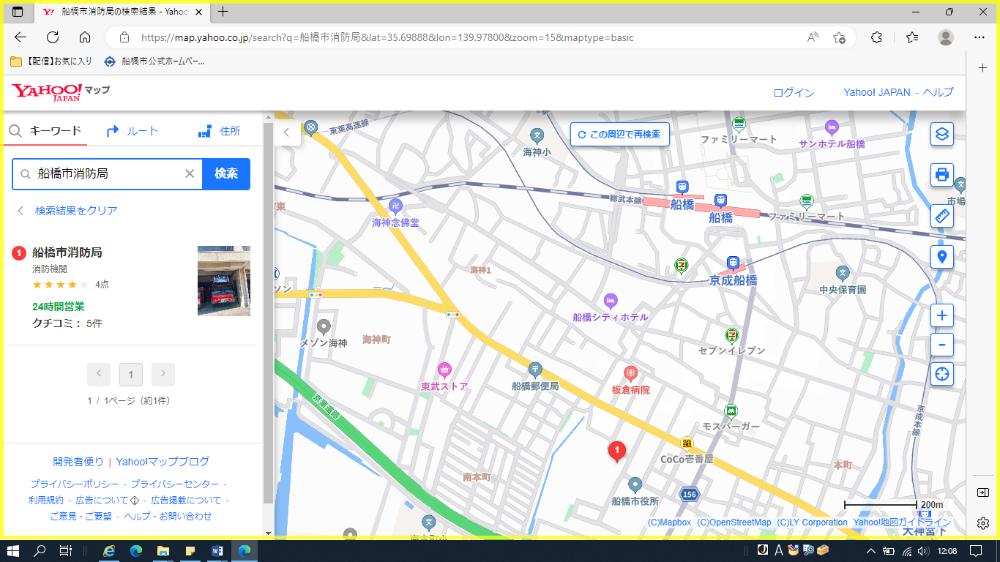 船橋市消防局の検索結果 - Yahoo
https://map.yahoo.co.jp/search?q=船橋市消防局&lat=35.69888&lon=139.97800&zoom=15&maptype=basic
【配信】お気に入り
船橋市公式ホームペー...
YAHOO! JAPAN マップ
ログイン
Yahoo! JAPAN - ヘルプ
キーワード
ルート
住所
船橋市消防局
検索
検索結果をクリア
1 船橋市消防局
消防機関
4点
24時間営業
クチコミ： 5件
1
1 / 1ページ（約1件）
開発者便り | Yahoo!マップブログ
プライバシーポリシー - プライバシーセンター -
利用規約 - 広告について - 広告掲載について -
ご意見・ご要望 - ヘルプ・お問い合わせ
この周辺で再検索
東葉高速線
海神小
ファミリーマート
サンホテル船橋
市場
総武本線
船橋
船橋
ファミリーマート
海神念佛堂
海神1
京成船橋
中央保育園
船橋シティホテル
メゾン海神
海神町
セブンイレブン
東武ストア
船橋郵便局
板倉病院
京葉道路
モスバーガー
京成本線
1
CoCo壱番屋
本町
南本町
船橋市役所
156
200m
(C)Mapbox (C)OpenStreetMap (C)LY Corporation Yahoo!地図ガイドライン
大神宮下
南本町小
A
12:08